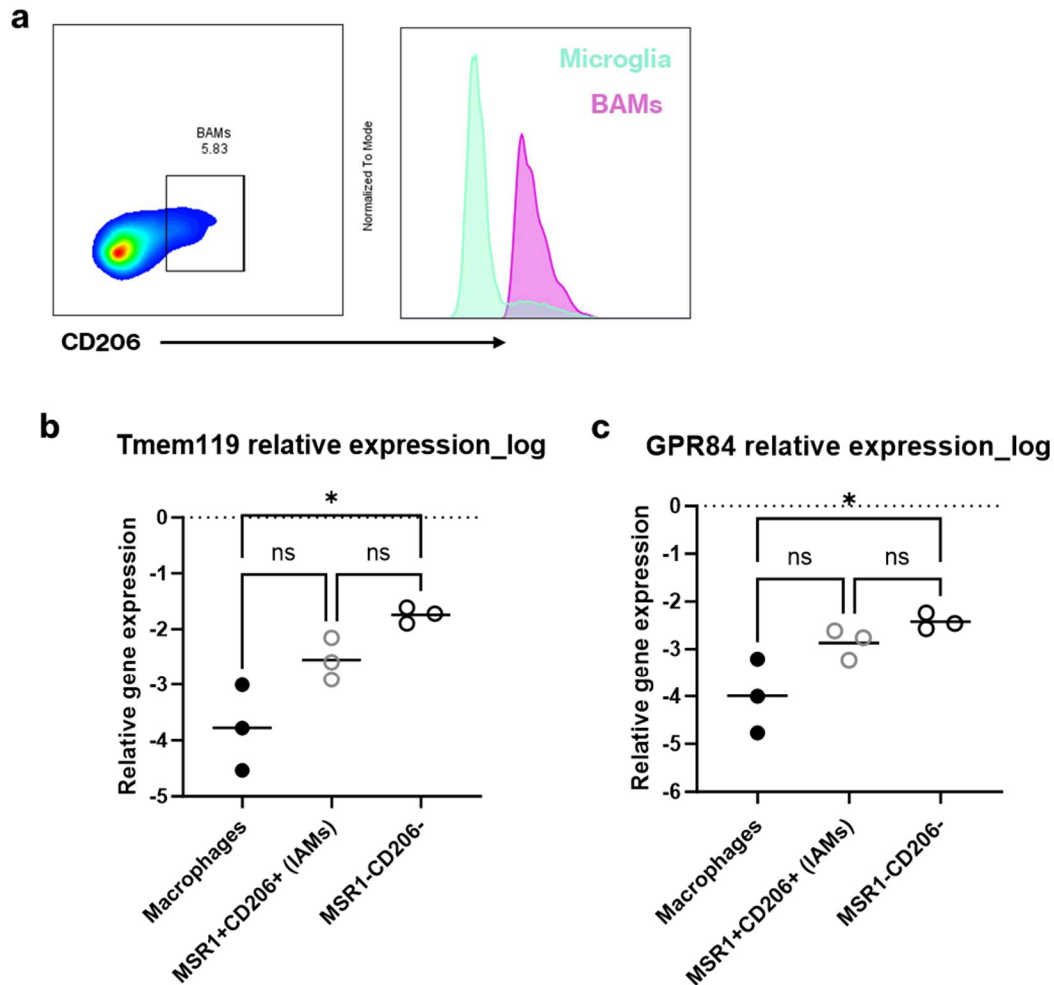 a
BAMs
5.83
Normalized To Mode
Microglia
BAMs
CD206
b
Tmem119 relative expression_log
Relative gene expression
0
-1
-2
-3
-4
-5
*
ns
ns
Macrophages
MSR1+CD206+ (IAMs)
MSR1-CD206-
c
GPR84 relative expression_log
Relative gene expression
0
-1
-2
-3
-4
-5
-6
*
ns
ns
Macrophages
MSR1+CD206+ (IAMs)
MSR1-CD206-